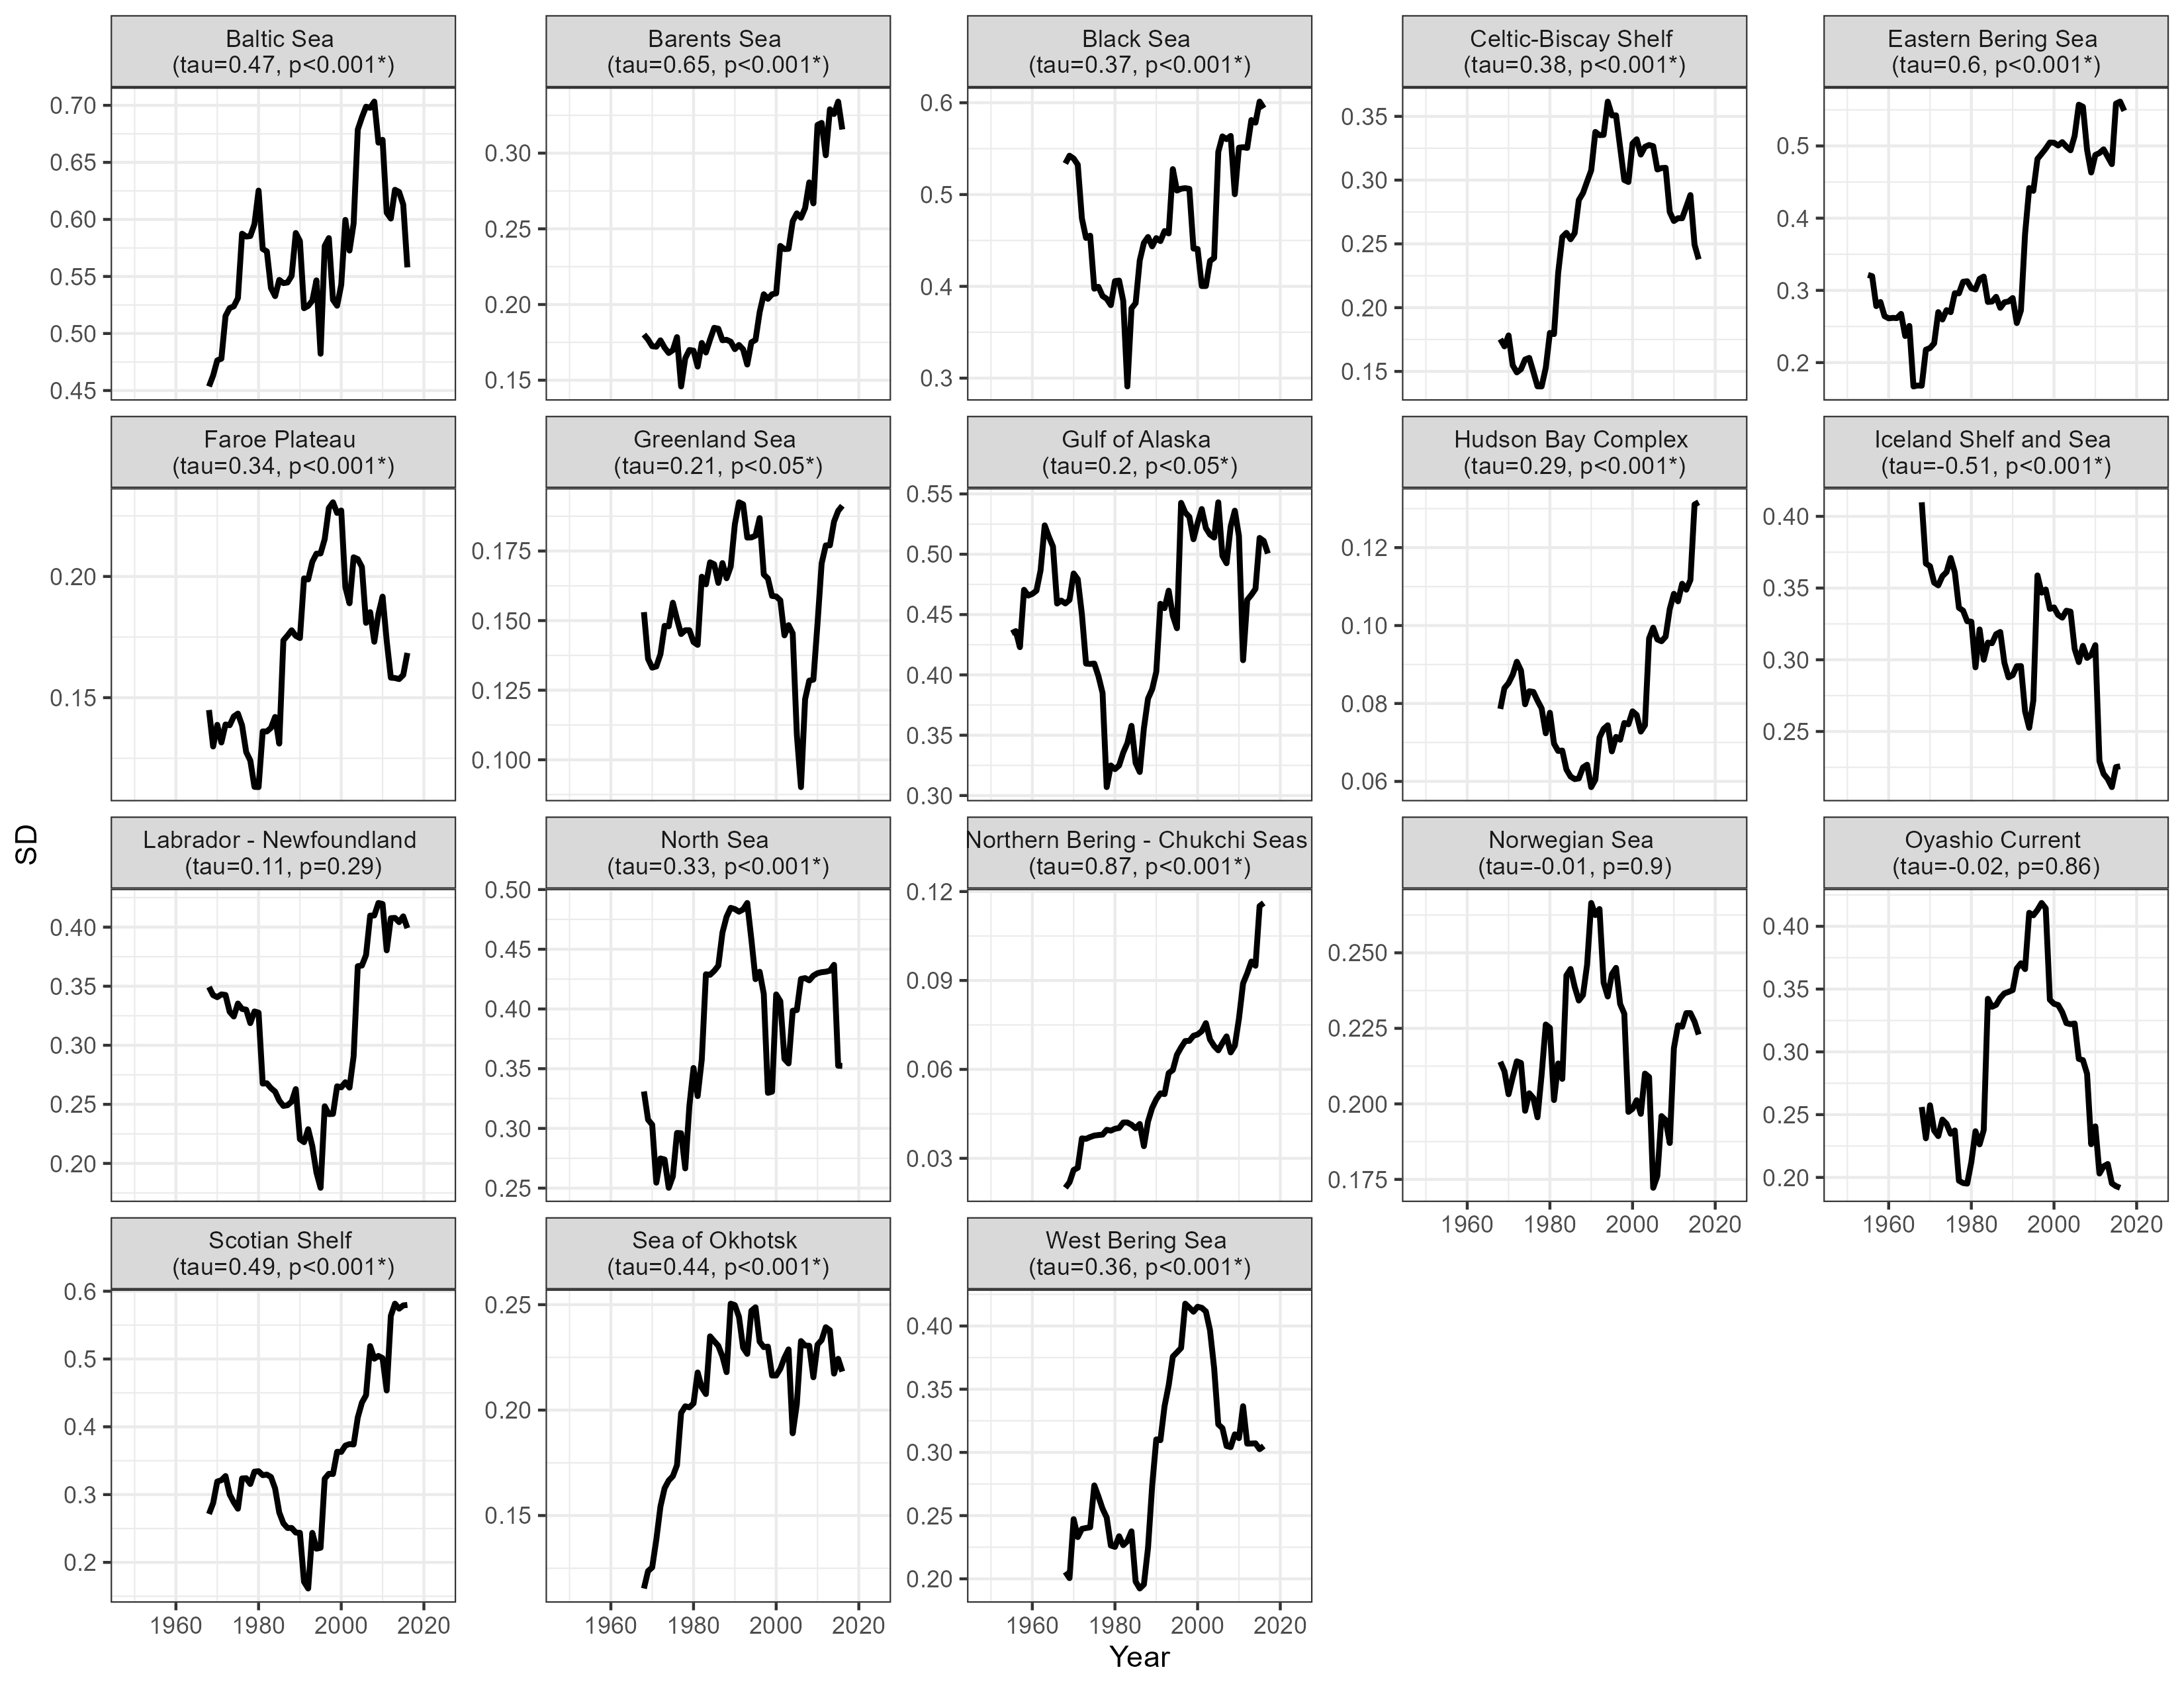 Baltic Sea
(tau=0.47, p<0.001*)
Barents Sea
(tau=0.65, p<0.001*)
Black Sea
(tau=0.37, p<0.001*)
Celtic-Biscay Shelf
(tau=0.38, p<0.001*)
Eastern Bering Sea
(tau=0.6, p<0.001*)
0.70
0.65
0.60
0.55
0.50
0.45
0.30
0.25
0.20
0.15
0.6
0.5
0.4
0.3
0.35
0.30
0.25
0.20
0.15
0.5
0.4
0.3
0.2
Faroe Plateau
(tau=0.34, p<0.001*)
Greenland Sea
(tau=0.21, p<0.05*)
Gulf of Alaska
(tau=0.2, p<0.05*)
Hudson Bay Complex
(tau=0.29, p<0.001*)
Iceland Shelf and Sea
(tau=-0.51, p<0.001*)
0.20
0.15
0.175
0.150
0.125
0.100
0.55
0.50
0.45
0.40
0.35
0.30
0.12
0.10
0.08
0.06
0.40
0.35
0.30
0.25
SD
Labrador - Newfoundland
(tau=0.11, p=0.29)
North Sea
(tau=0.33, p<0.001*)
Northern Bering - Chukchi Seas
(tau=0.87, p<0.001*)
Norwegian Sea
(tau=-0.01, p=0.9)
Oyashio Current
(tau=-0.02, p=0.86)
0.40
0.35
0.30
0.25
0.20
0.50
0.45
0.40
0.35
0.30
0.25
0.12
0.09
0.06
0.03
0.250
0.225
0.200
0.175
0.40
0.35
0.30
0.25
0.20
1960 1980 2000 2020
1960 1980 2000 2020
Scotian Shelf
(tau=0.49, p<0.001*)
Sea of Okhotsk
(tau=0.44, p<0.001*)
West Bering Sea
(tau=0.36, p<0.001*)
0.6
0.5
0.4
0.3
0.2
0.25
0.20
0.15
0.40
0.35
0.30
0.25
0.20
1960 1980 2000 2020
1960 1980 2000 2020
1960 1980 2000 2020
Year